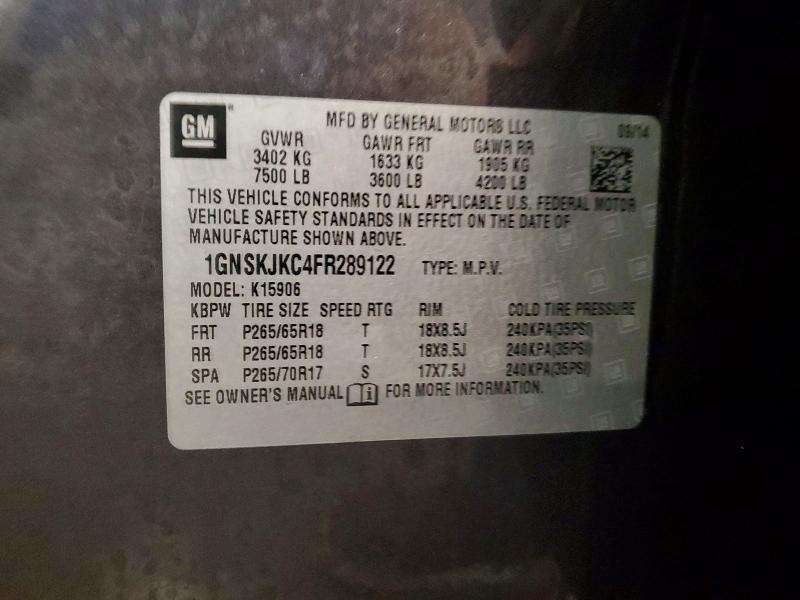 GM
MFD BY GENERAL MOTORS LLC 09/14
GVWR GAWR FRT GAWR RR
3402 KG 1633 KG 1905 KG
7500 LB 3600 LB 4200 LB
THIS VEHICLE CONFORMS TO ALL APPLICABLE U.S. FEDERAL MOTOR
VEHICLE SAFETY STANDARDS IN EFFECT ON THE DATE OF
MANUFACTURE SHOWN ABOVE.
1GNSKJKC4FR289122 TYPE: M.P.V.
MODEL: K15906
KBPW TIRE SIZE SPEED RTG RIM COLD TIRE PRESSURE
FRT P265/65R18 T 18X8.5J 240KPA(35PSI)
RR P265/65R18 T 18X8.5J 240KPA(35PSI)
SPA P265/70R17 S 17X7.5J 240KPA(35PSI)
SEE OWNER'S MANUAL i FOR MORE INFORMATION.